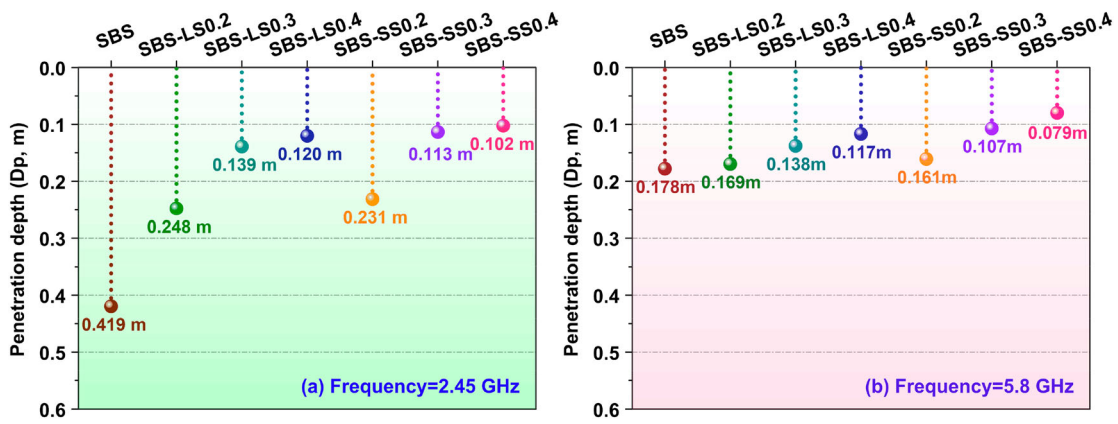 SBS
SBS-LS0.2
SBS-LS0.3
SBS-LS0.4
SBS-SS0.2
SBS-SS0.3
SBS-SS0.4
Penetration depth (Dp, m)
0.0
0.1
0.2
0.3
0.4
0.5
0.6
0.419 m
0.248 m
0.139 m
0.120 m
0.231 m
0.113 m
0.102 m
(a) Frequency=2.45 GHz
SBS
SBS-LS0.2
SBS-LS0.3
SBS-LS0.4
SBS-SS0.2
SBS-SS0.3
SBS-SS0.4
Penetration depth (Dp, m)
0.0
0.1
0.2
0.3
0.4
0.5
0.6
0.178m
0.169m
0.138m
0.117m
0.161m
0.107m
0.079m
(b) Frequency=5.8 GHz